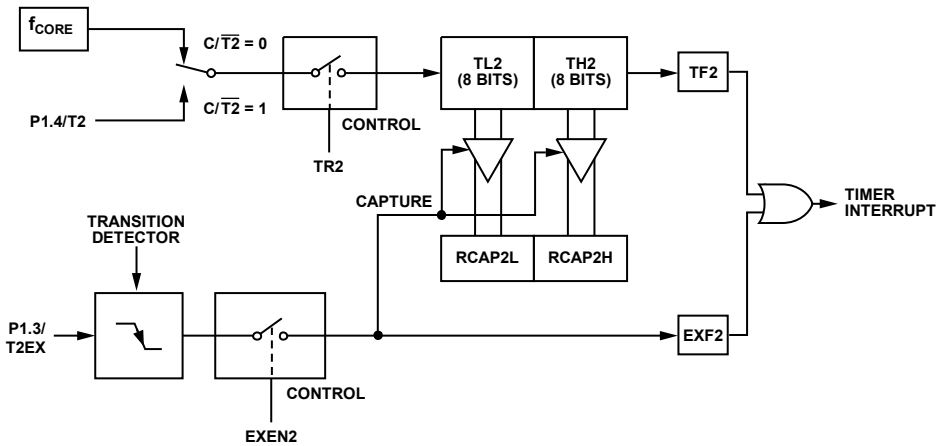 f_CORE
C/T2̅ = 0
C/T2̅ = 1
P1.4/T2
CONTROL
TR2
TL2
(8 BITS)
TH2
(8 BITS)
TF2
CAPTURE
TRANSITION
DETECTOR
RCAP2L
RCAP2H
TIMER
INTERRUPT
P1.3/
T2EX
CONTROL
EXEN2
EXF2